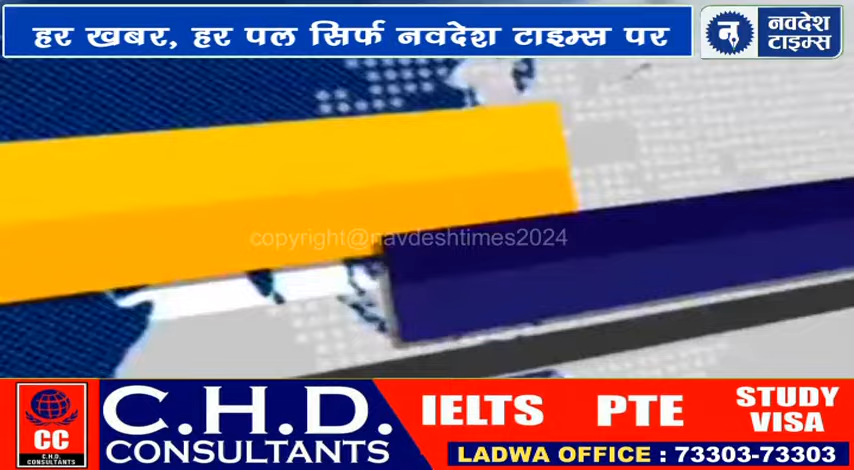 हर खबर, हर पल सिर्फ नवदेश टाइम्स पर
न
नवदेश
टाइम्स
copyright@navdeshtimes2024
CC
C.H.D.
CONSULTANTS
C.H.D.
CONSULTANTS
IELTS PTE
STUDY
VISA
LADWA OFFICE : 73303-73303